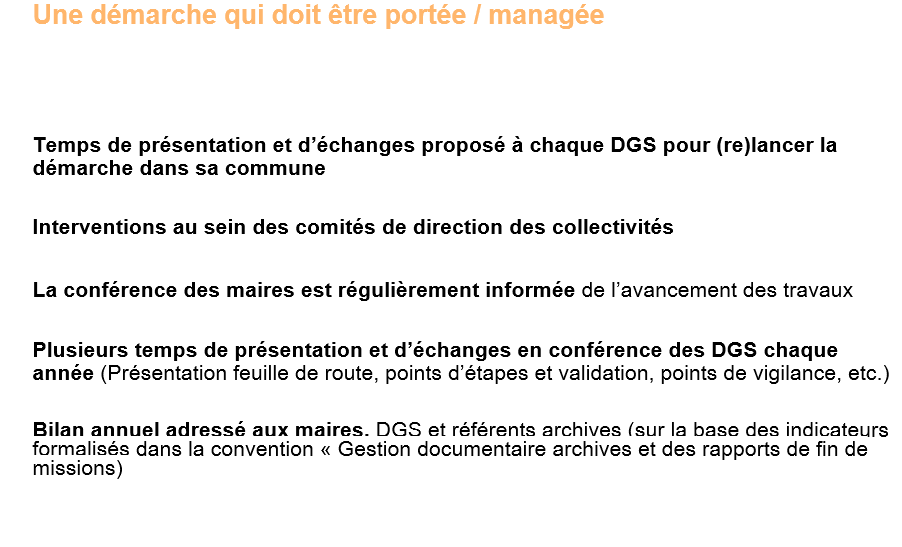 Une démarche qui doit être portée / managée
Temps de présentation et d’échanges proposé à chaque DGS pour (re)lancer la
démarche dans sa commune
Interventions au sein des comités de direction des collectivités
La conférence des maires est régulièrement informée de l’avancement des travaux
Plusieurs temps de présentation et d’échanges en conférence des DGS chaque
année (Présentation feuille de route, points d’étapes et validation, points de vigilance, etc.)
Bilan annuel adressé aux maires, DGS et référents archives (sur la base des indicateurs
formalisés dans la convention « Gestion documentaire archives et des rapports de fin de
missions)